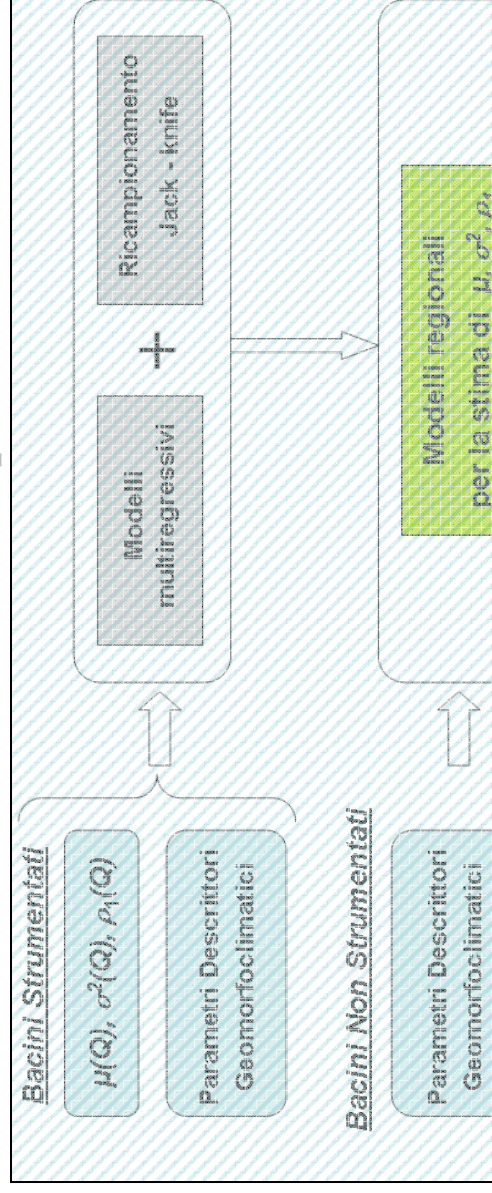 Bacini Strumentati
μ(Q), σ²(Q), ρ₁(Q)
Parametri Descrittori
Geomorfoclimatici
Modelli
multiregressivi
+
Ricampionamento
Jack - knife
Bacini Non Strumentati
Parametri Descrittori
Geomorfoclimatici
Modelli regionali
per la stima di μ, σ², ρ₁